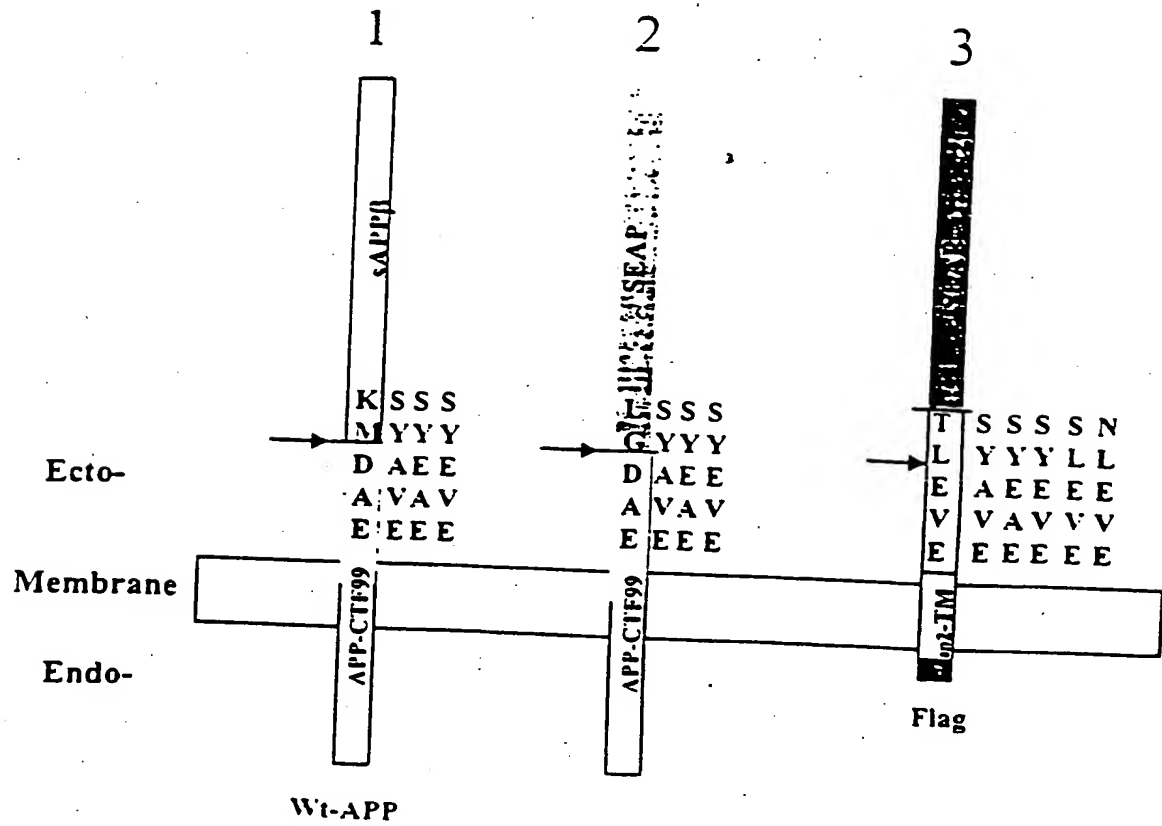 1
2
3
sAPPβ
SEAP
K S S S
M Y Y Y
D A E E
A V A V
E E E E
S S S
G Y Y Y
D A E E
A V A V
E E E E
T S S S S N
L Y Y Y L L
E A E E E E
V V A V V V
E E E E E E
Ecto-
Membrane
Endo-
APP-CTF99
APP-CTF99
-TM
Flag
Wt-APP